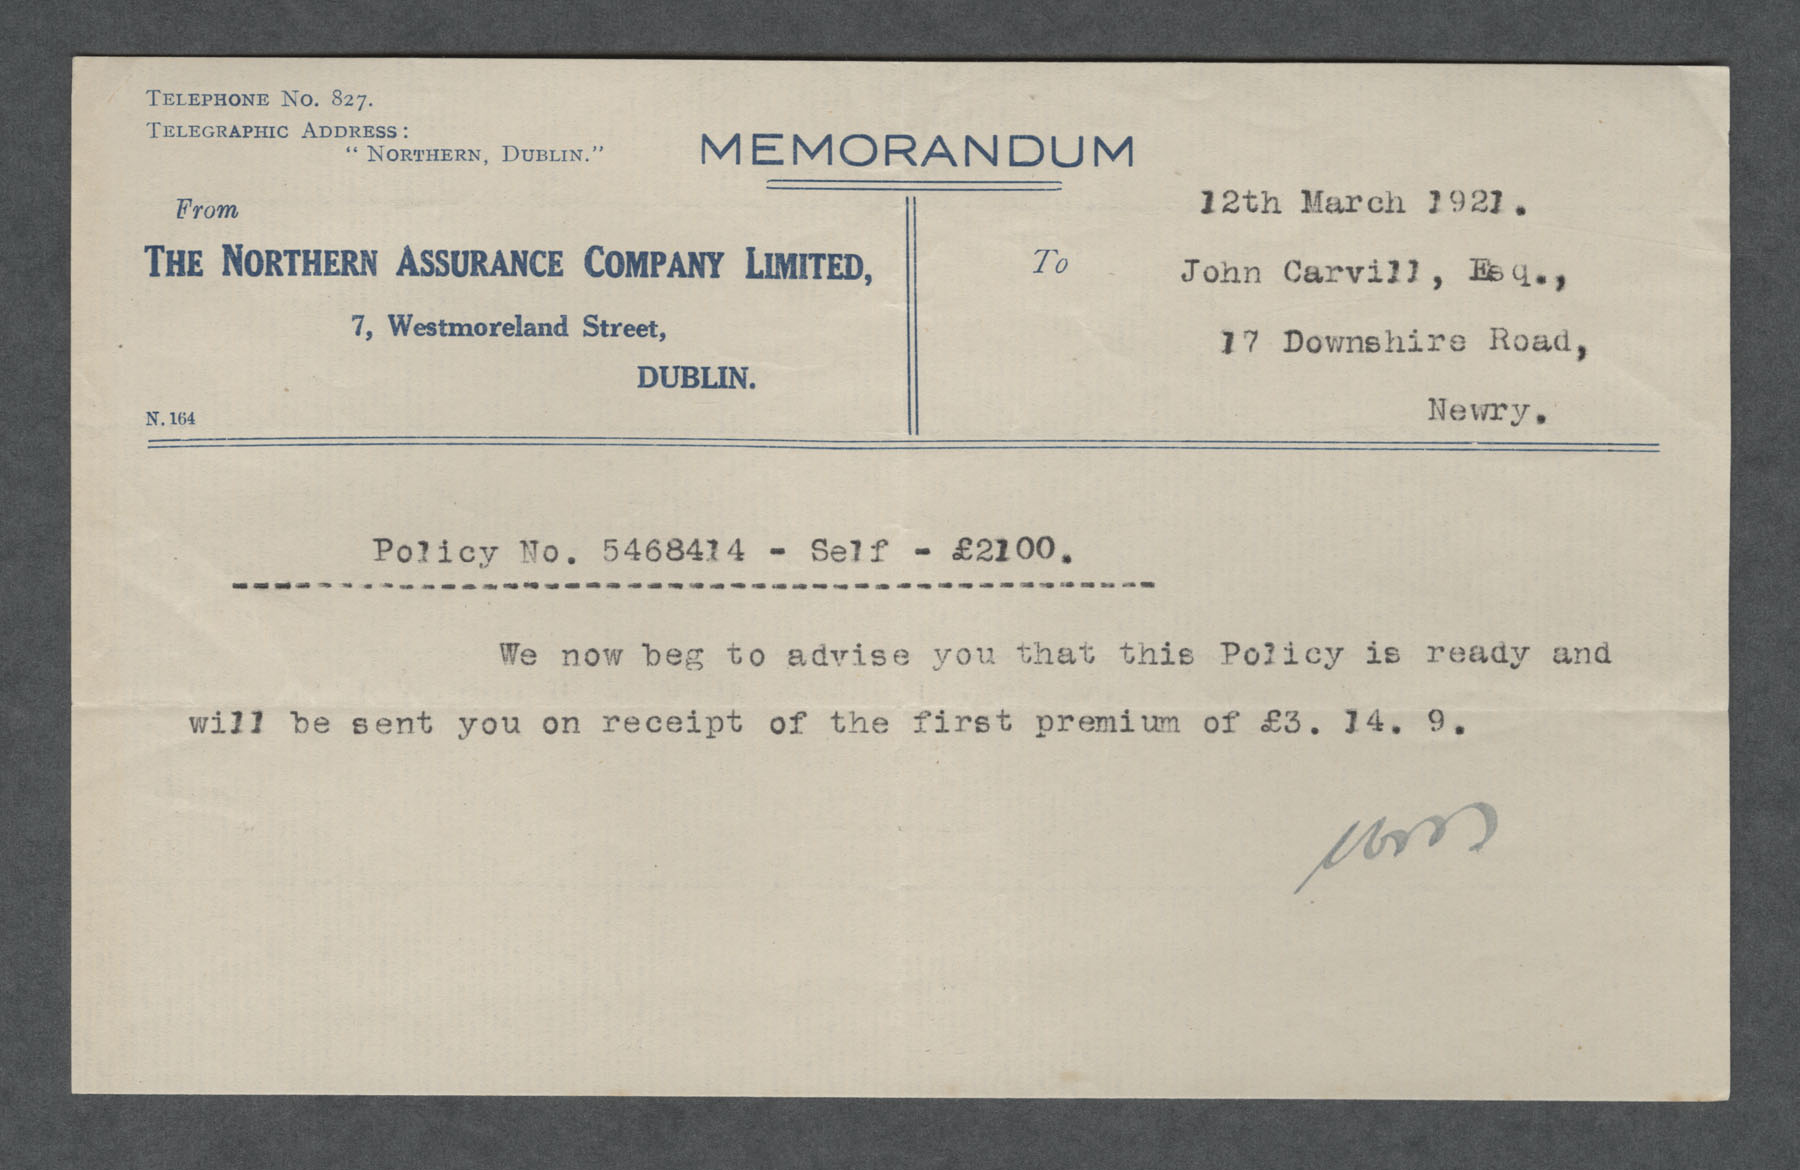 TELEPHONE NO. 827.
TELEGRAPHIC ADDRESS:
"NORTHERN, DUBLIN."
MEMORANDUM
12th March 1921.
From
THE NORTHERN ASSURANCE COMPANY LIMITED,
7, Westmoreland Street,
DUBLIN.
N. 164
To
John Carvill, Esq.,
17 Downshire Road,
Newry.
Policy No. 5468414 - Self - £2100.
We now beg to advise you that this Policy is ready and
will be sent you on receipt of the first premium of £3. 14. 9.